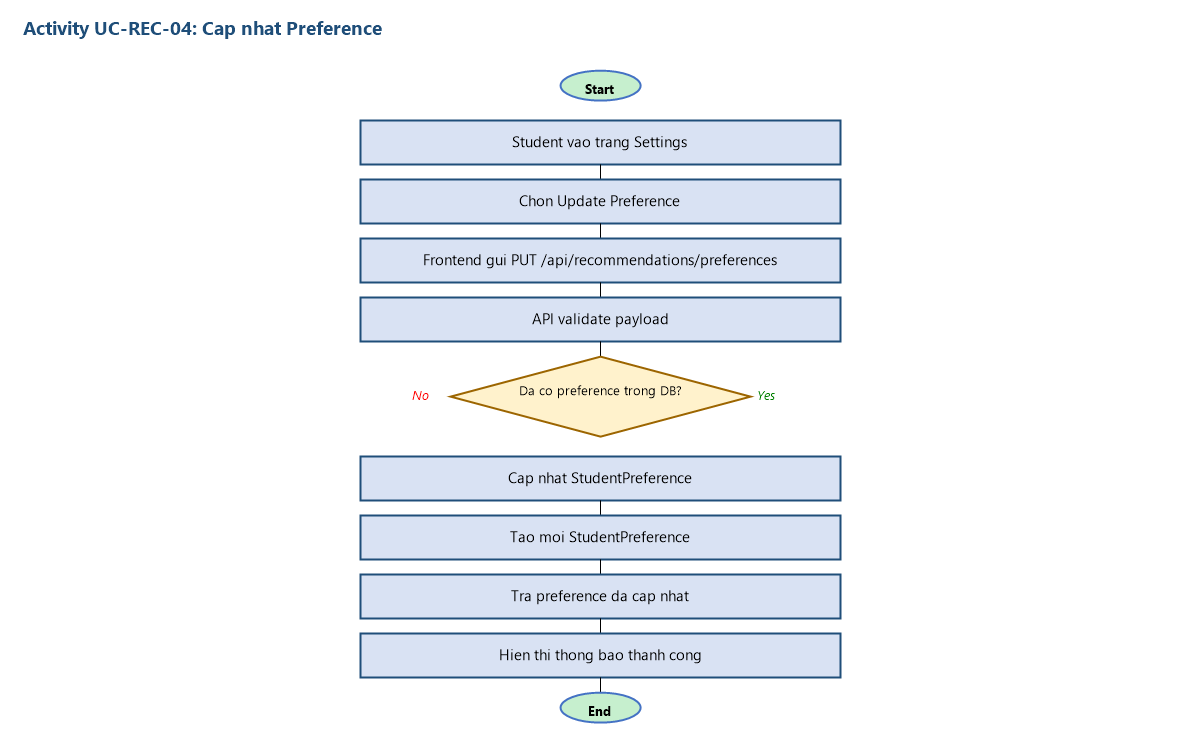 Activity UC-REC-04: Cap nhat Preference
Start
Student vao trang Settings
Chon Update Preference
Frontend gui PUT /api/recommendations/preferences
API validate payload
Da co preference trong DB?
No
Yes
Cap nhat StudentPreference
Tao moi StudentPreference
Tra preference da cap nhat
Hien thi thong bao thanh cong
End